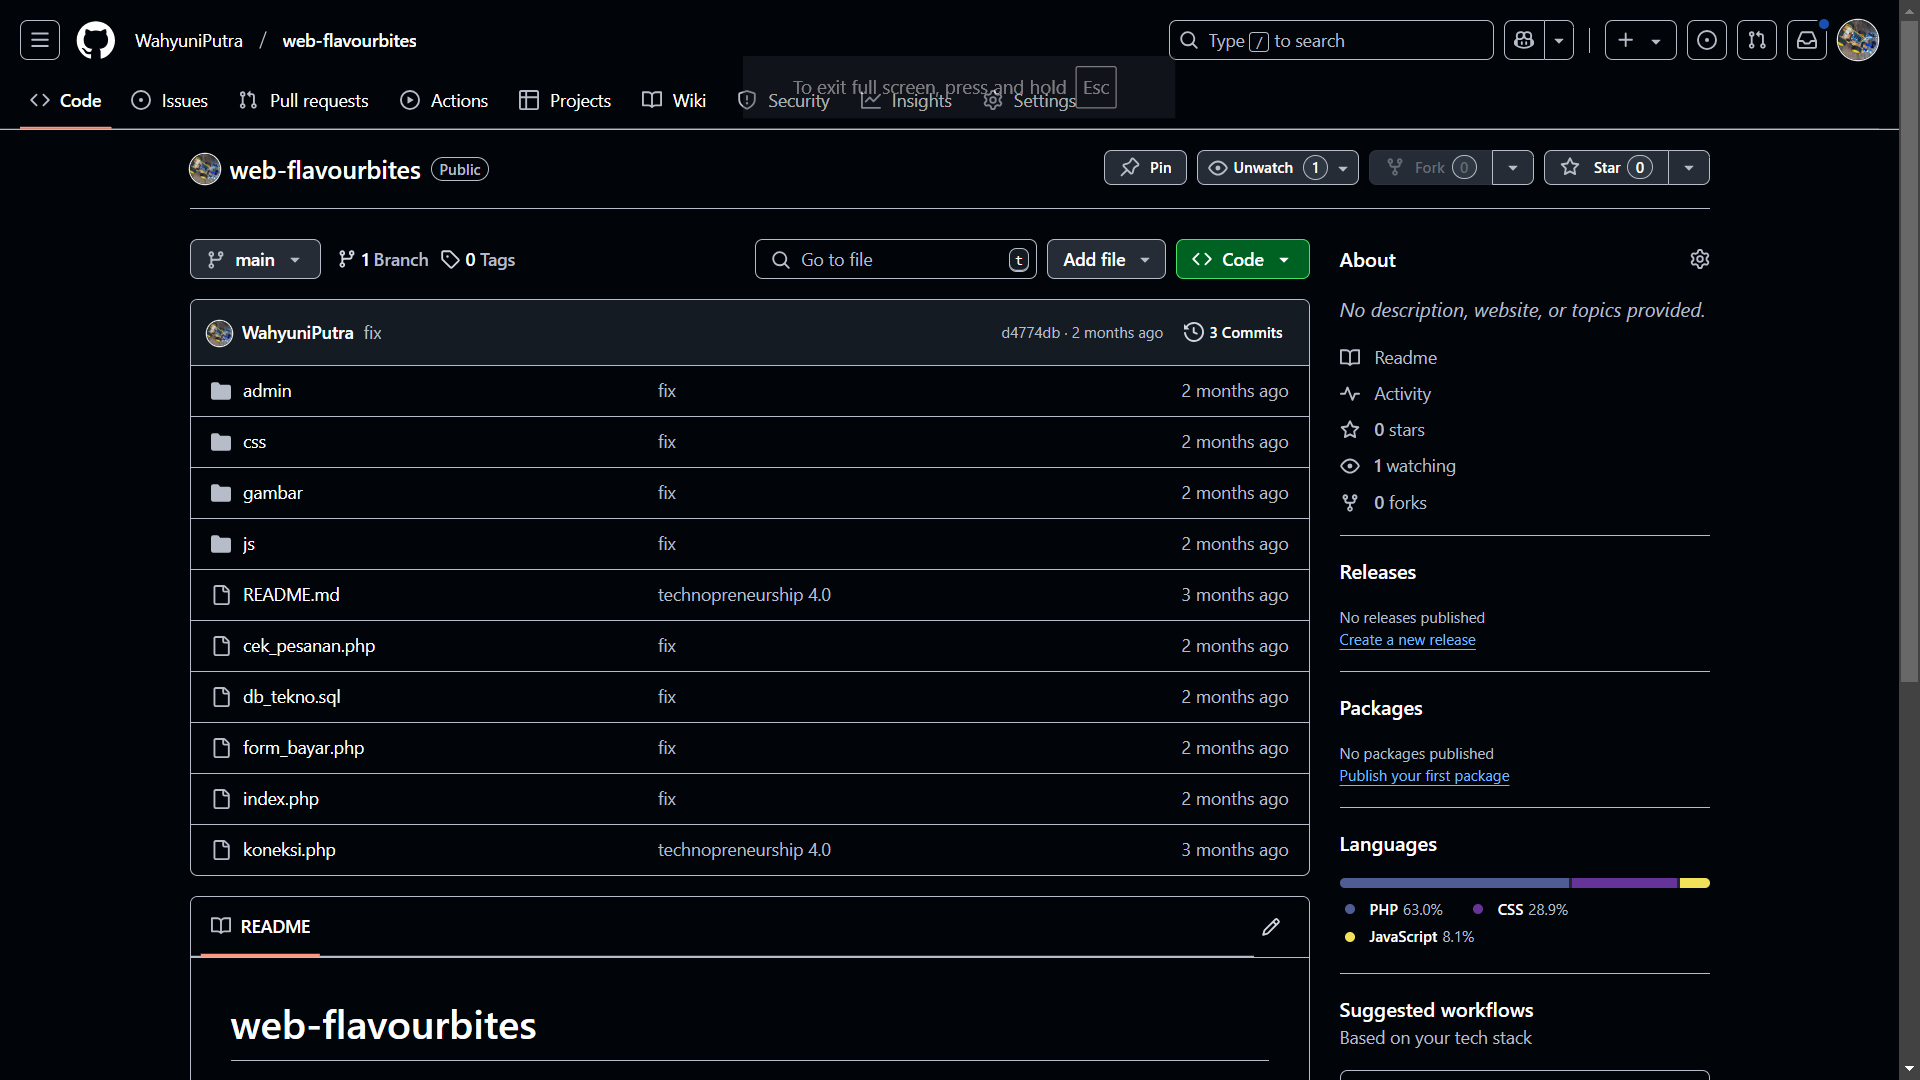 WahyuniPutra / web-flavourbites
Type / to search
To exit full screen, press and hold Esc
Code Issues Pull requests Actions Projects Wiki Security Insights Settings
web-flavourbites Public
Pin Unwatch 1 Fork 0 Star 0
main 1 Branch 0 Tags Go to file t Add file Code
WahyuniPutra fix d4774db · 2 months ago 3 Commits
admin fix 2 months ago
css fix 2 months ago
gambar fix 2 months ago
js fix 2 months ago
README.md technopreneurship 4.0 3 months ago
cek_pesanan.php fix 2 months ago
db_tekno.sql fix 2 months ago
form_bayar.php fix 2 months ago
index.php fix 2 months ago
koneksi.php technopreneurship 4.0 3 months ago
README
web-flavourbites
About
No description, website, or topics provided.
Readme
Activity
0 stars
1 watching
0 forks
Releases
No releases published
Create a new release
Packages
No packages published
Publish your first package
Languages
PHP 63.0% CSS 28.9%
JavaScript 8.1%
Suggested workflows
Based on your tech stack